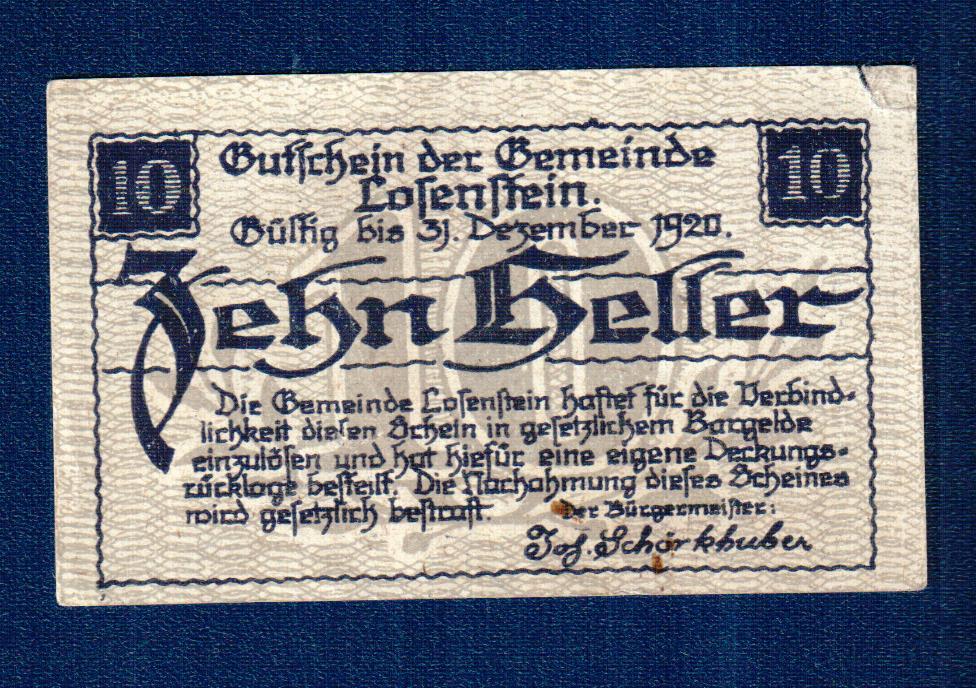 10 10
Gutschein der Gemeinde
Losenstein.
Gültig bis 31. Dezember 1920.
Zehn Heller
Die Gemeinde Losenstein haftet für die Verbind-
lichkeit diesen Schein in gesetzlichem Bargelde
einzulösen und hat hiefür eine eigene Deckungs-
rücklage bestellt. Die Nachahmung dieses Scheines
wird gesetzlich bestraft.
Der Bürgermeister:
Jos. Schörkhuber